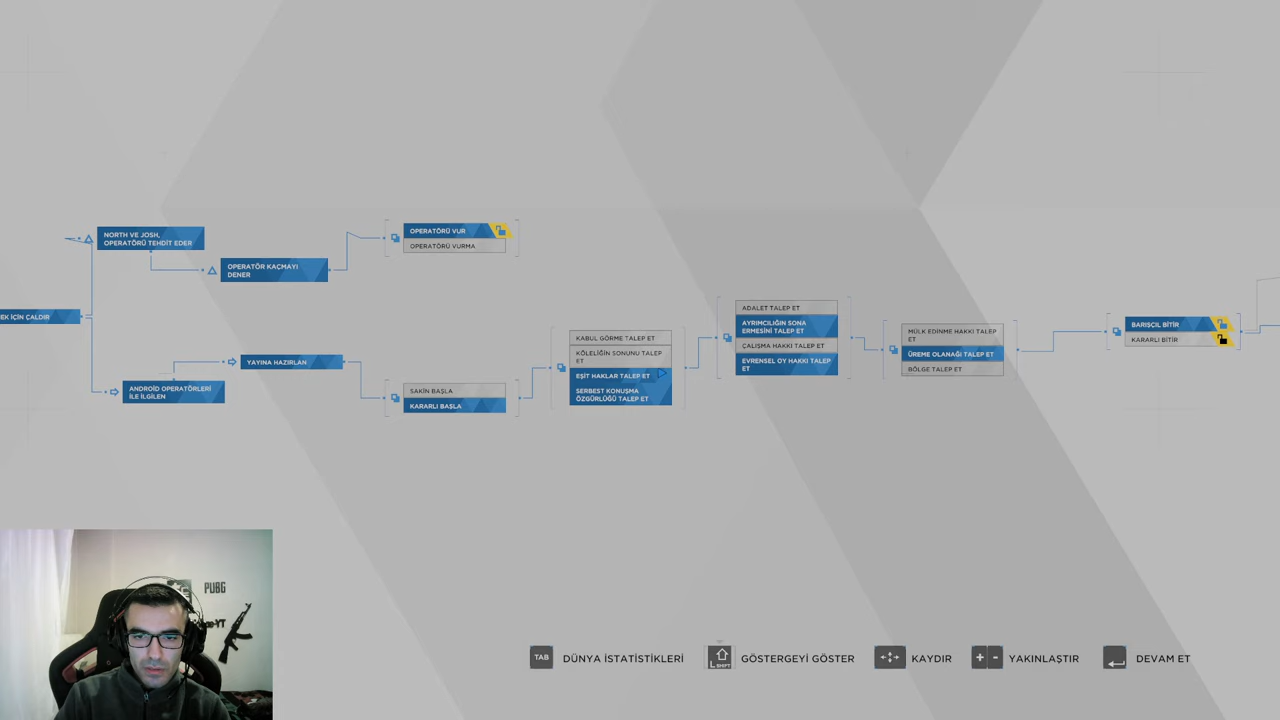 NORTH VE JOSH,
OPERATÖRÜ TEHDİT EDER
OPERATÖR KAÇMAYI
DENER
OPERATÖRÜ VUR
OPERATÖRÜ VURMA
EK İÇİN ÇALDIR
YAYINA HAZIRLAN
ANDROİD OPERATÖRLERİ
İLE İLGİLEN
SAKİN BAŞLA
KARARLI BAŞLA
KABUL GÖRME TALEP ET
KÖLELİĞİN SONUNU TALEP
ET
EŞİT HAKLAR TALEP ET
SERBEST KONUŞMA
ÖZGÜRLÜĞÜ TALEP ET
ADALET TALEP ET
AYRIMCILIĞIN SONA
ERMESİNİ TALEP ET
ÇALIŞMA HAKKI TALEP ET
EVRENSEL OY HAKKI TALEP
ET
MÜLK EDİNME HAKKI TALEP
ET
ÜREME OLANAĞI TALEP ET
BÖLGE TALEP ET
BARIŞÇIL BİTİR
KARARLI BİTİR
PUBG
-YT
TAB DÜNYA İSTATİSTİKLERİ
L SHIFT GÖSTERGEYİ GÖSTER
KAYDIR
+ - YAKINLAŞTIR
DEVAM ET